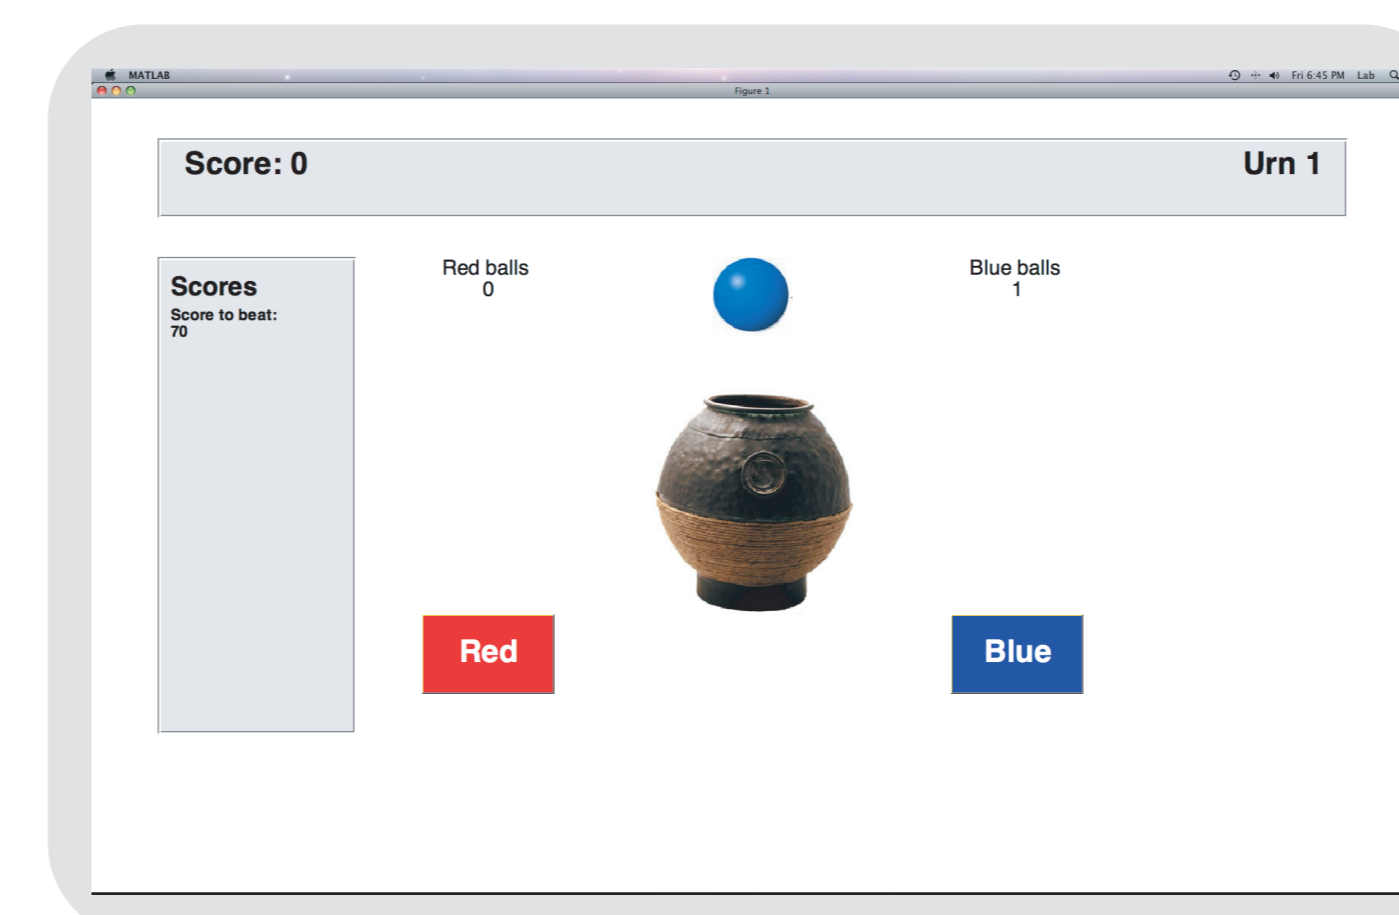 MATLAB
Fri 6:45 PM Lab
Figure 1
Score: 0
Urn 1
Scores
Score to beat:
70
Red balls
0
Blue balls
1
Red
Blue